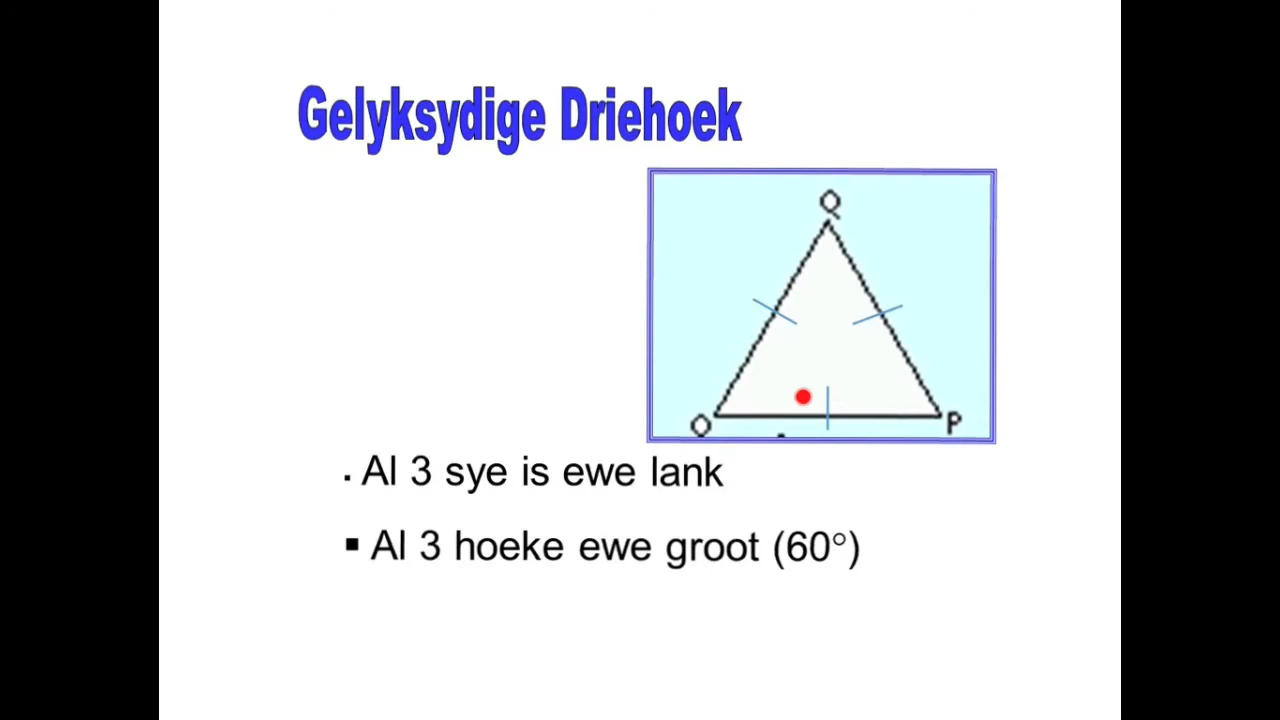 Gelyksydige Driehoek
Q
O
P
. Al 3 sye is ewe lank
▪ Al 3 hoeke ewe groot (60°)